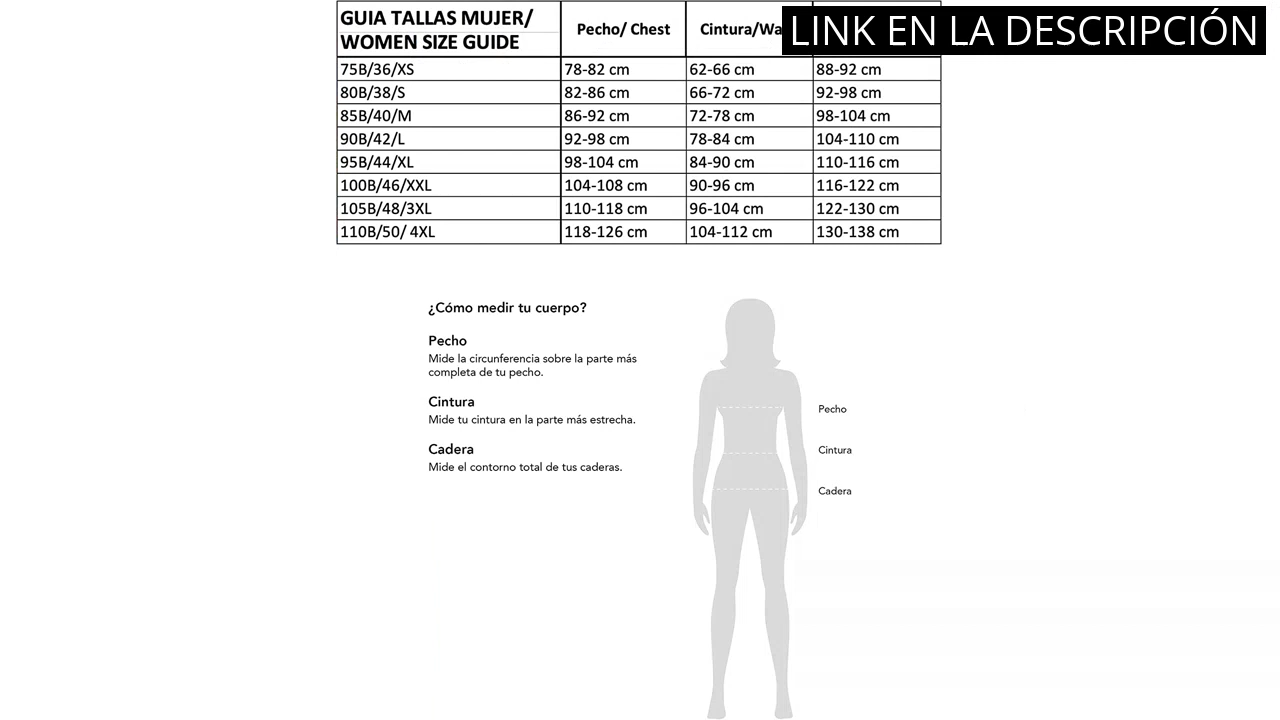 GUIA TALLAS MUJER/
WOMEN SIZE GUIDE
Pecho/ Chest
Cintura/Wa
LINK EN LA DESCRIPCIÓN
75B/36/XS 78-82 cm 62-66 cm 88-92 cm
80B/38/S 82-86 cm 66-72 cm 92-98 cm
85B/40/M 86-92 cm 72-78 cm 98-104 cm
90B/42/L 92-98 cm 78-84 cm 104-110 cm
95B/44/XL 98-104 cm 84-90 cm 110-116 cm
100B/46/XXL 104-108 cm 90-96 cm 116-122 cm
105B/48/3XL 110-118 cm 96-104 cm 122-130 cm
110B/50/ 4XL 118-126 cm 104-112 cm 130-138 cm
¿Cómo medir tu cuerpo?
Pecho
Mide la circunferencia sobre la parte más
completa de tu pecho.
Cintura
Mide tu cintura en la parte más estrecha.
Cadera
Mide el contorno total de tus caderas.
Pecho
Cintura
Cadera